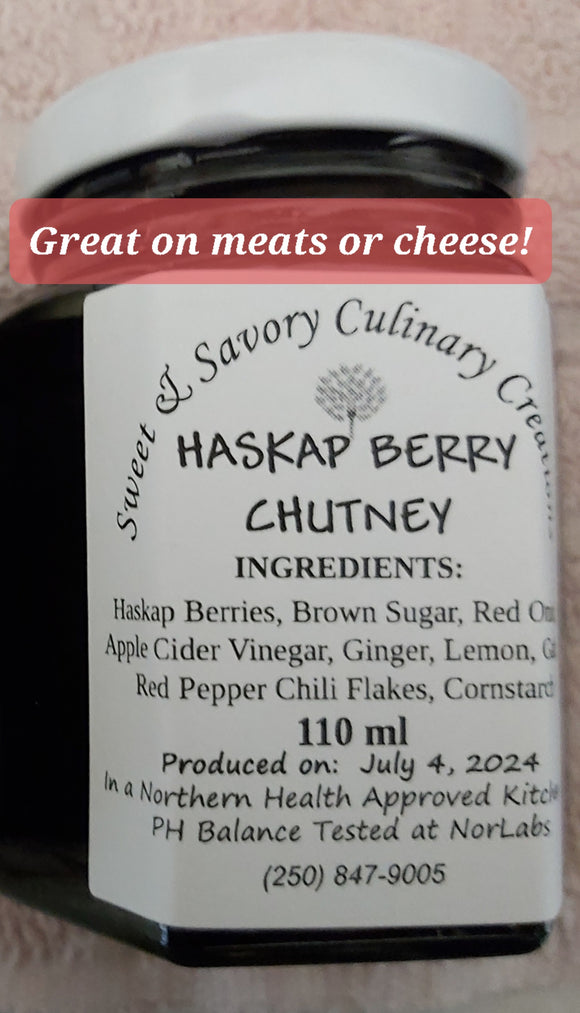 Great on meats or cheese!
Sweet & Savory Culinary
HASKAP BERRY
CHUTNEY
INGREDIENTS:
Haskap Berries, Brown Sugar, Red
Apple Cider Vinegar, Ginger, Lemon,
Red Pepper Chili Flakes, Cornstarch
110 ml
Produced on: July 4, 2024
In a Northern Health Approved
PH Balance Tested at NorLabs
(250) 847-9005